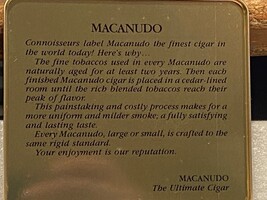 MACANUDO
Connoisseurs label Macanudo the finest cigar in
the world today! Here's why...
The fine tobaccos used in every Macanudo are
naturally aged for at least two years. Then each
finished Macanudo cigar is placed in a cedar-lined
room until the rich blended tobaccos reach their
peak of flavor.
This painstaking and costly process makes for a
more uniform and milder smoke; a fully satisfying
and lasting taste.
Every Macanudo, large or small, is crafted to the
same rigid standard.
Your enjoyment is our reputation.
MACANUDO
The Ultimate Cigar